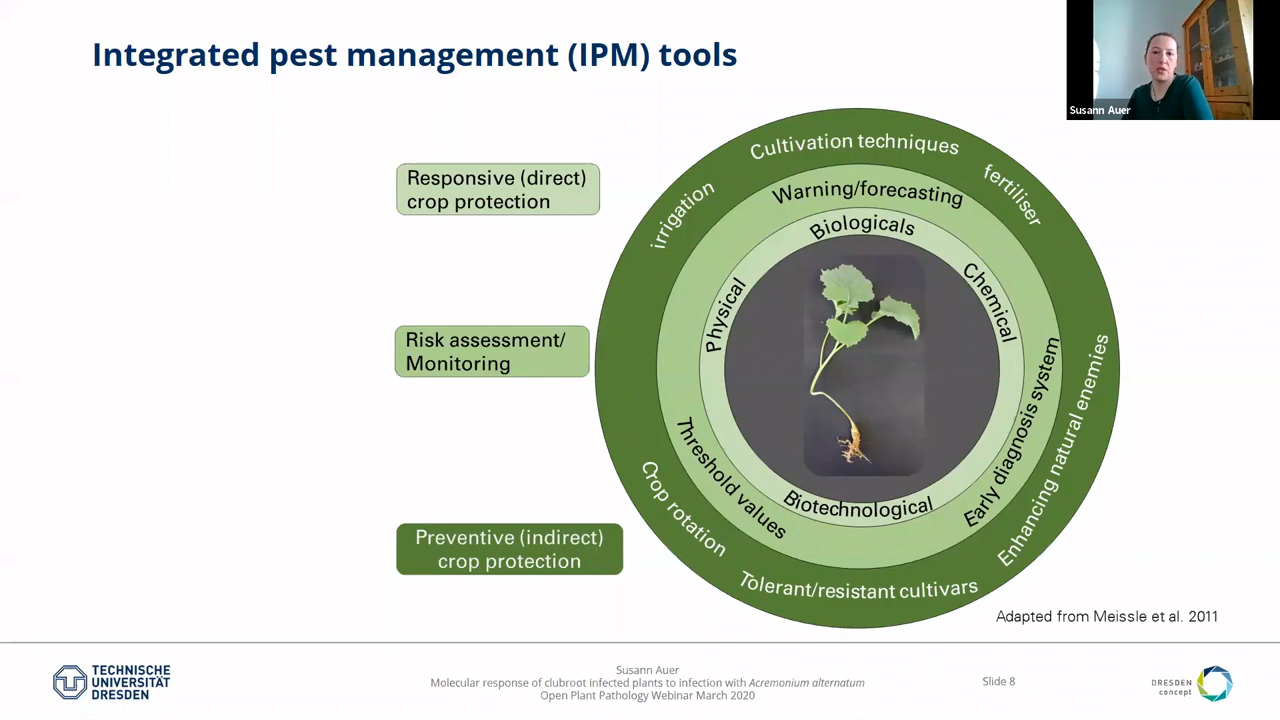 Integrated pest management (IPM) tools
Susann Auer
Responsive (direct)
crop protection
Risk assessment/
Monitoring
Preventive (indirect)
crop protection
Cultivation techniques
irrigation
fertiliser
Enhancing natural enemies
Crop rotation
Tolerant/resistant cultivars
Warning/forecasting
Threshold values
Early diagnosis system
Biologicals
Physical
Chemical
Biotechnological
Adapted from Meissle et al. 2011
TECHNISCHE
UNIVERSITÄT
DRESDEN
Susann Auer
Molecular response of clubroot infected plants to infection with Acremonium alternatum
Open Plant Pathology Webinar March 2020
Slide 8
DRESDEN
concept